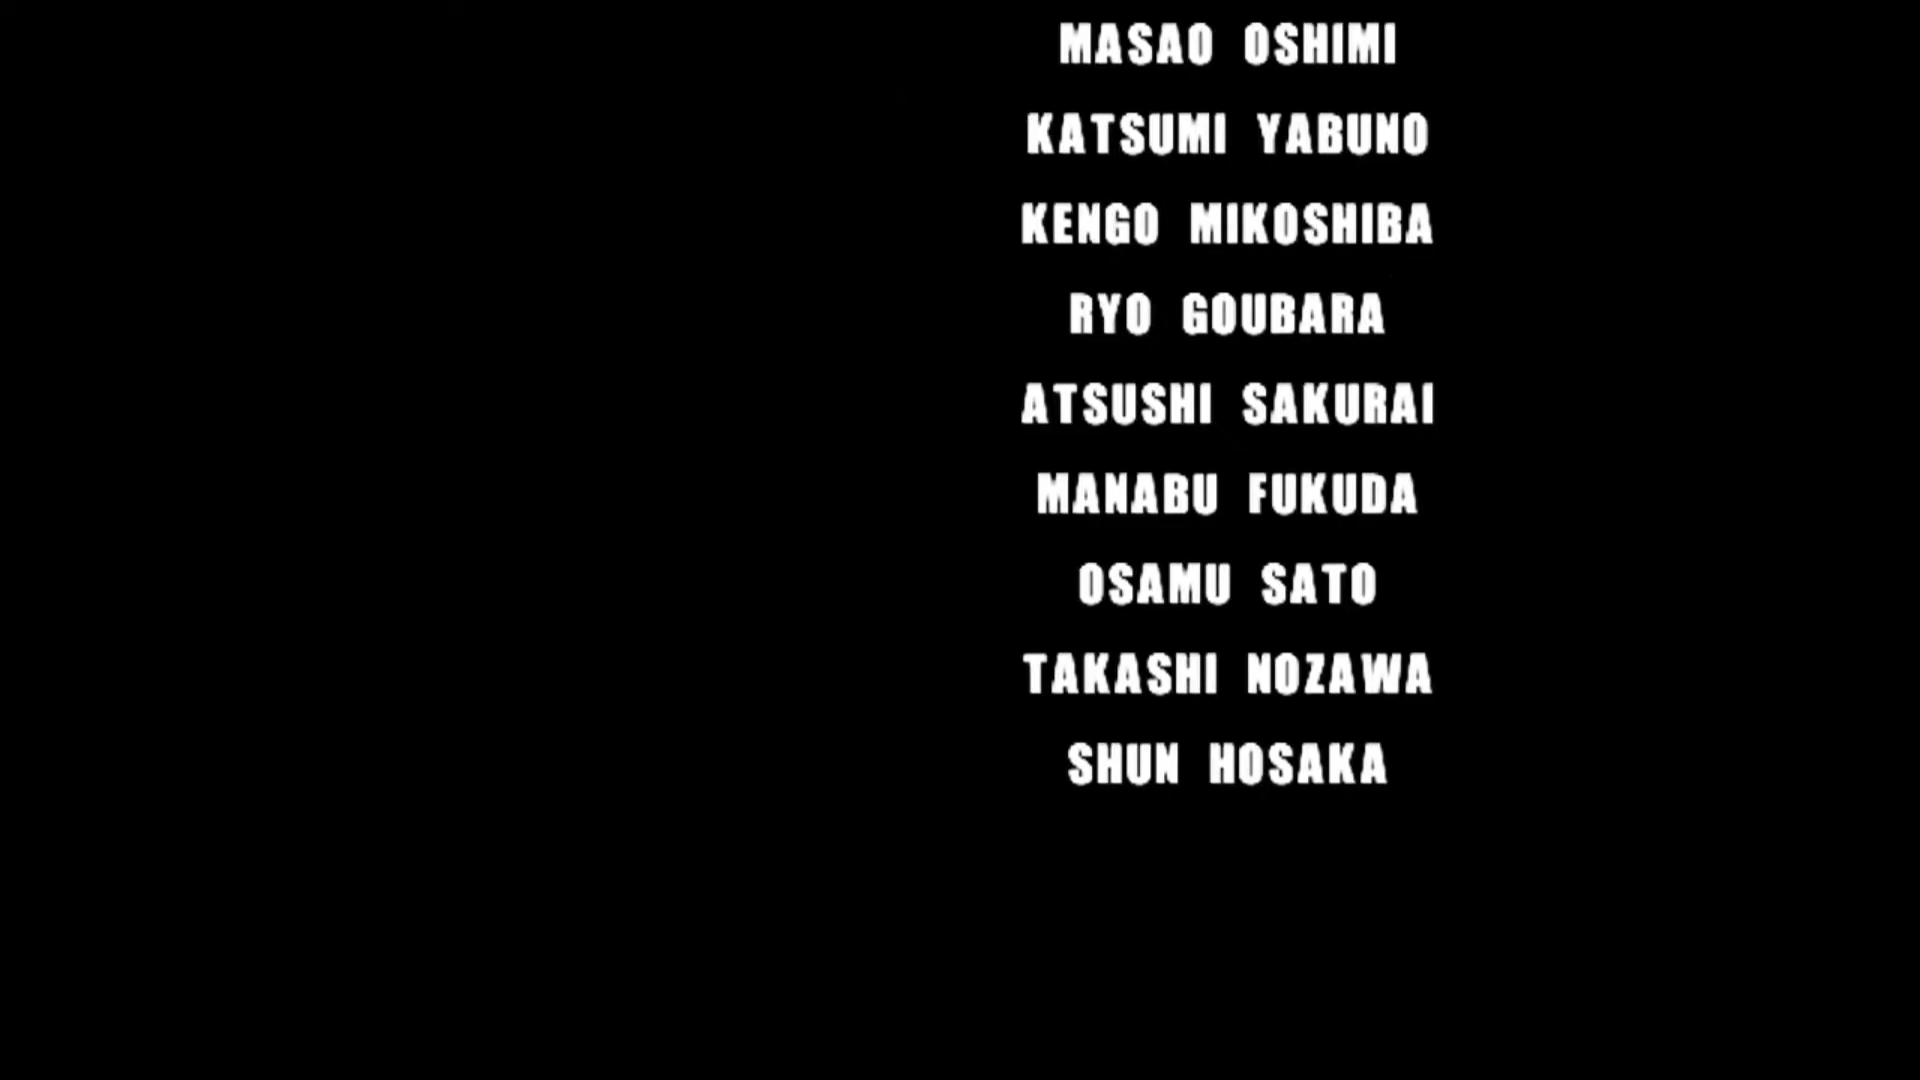 MASAO OSHIMI
KATSUMI YABUNO
KENGO MIKOSHIBA
RYO GOUBARA
ATSUSHI SAKURAI
MANABU FUKUDA
OSAMU SATO
TAKASHI NOZAWA
SHUN HOSAKA